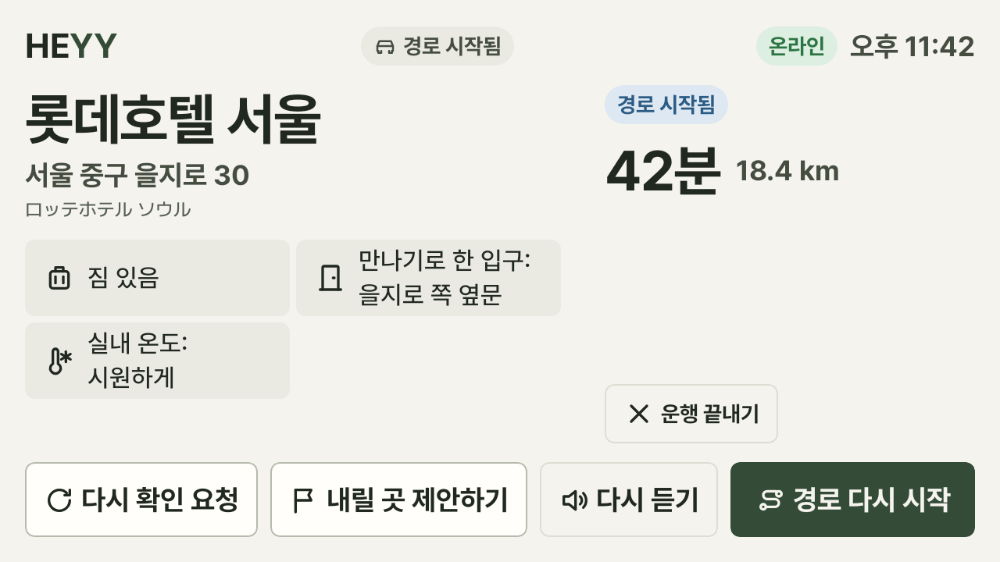 HEYY
경로 시작됨
온라인
오후 11:42
롯데호텔 서울
서울 중구 을지로 30
ロッテホテル ソウル
경로 시작됨
42분 18.4 km
짐 있음
만나기로 한 입구:
을지로 쪽 옆문
실내 온도:
시원하게
운행 끝내기
다시 확인 요청
내릴 곳 제안하기
다시 듣기
경로 다시 시작